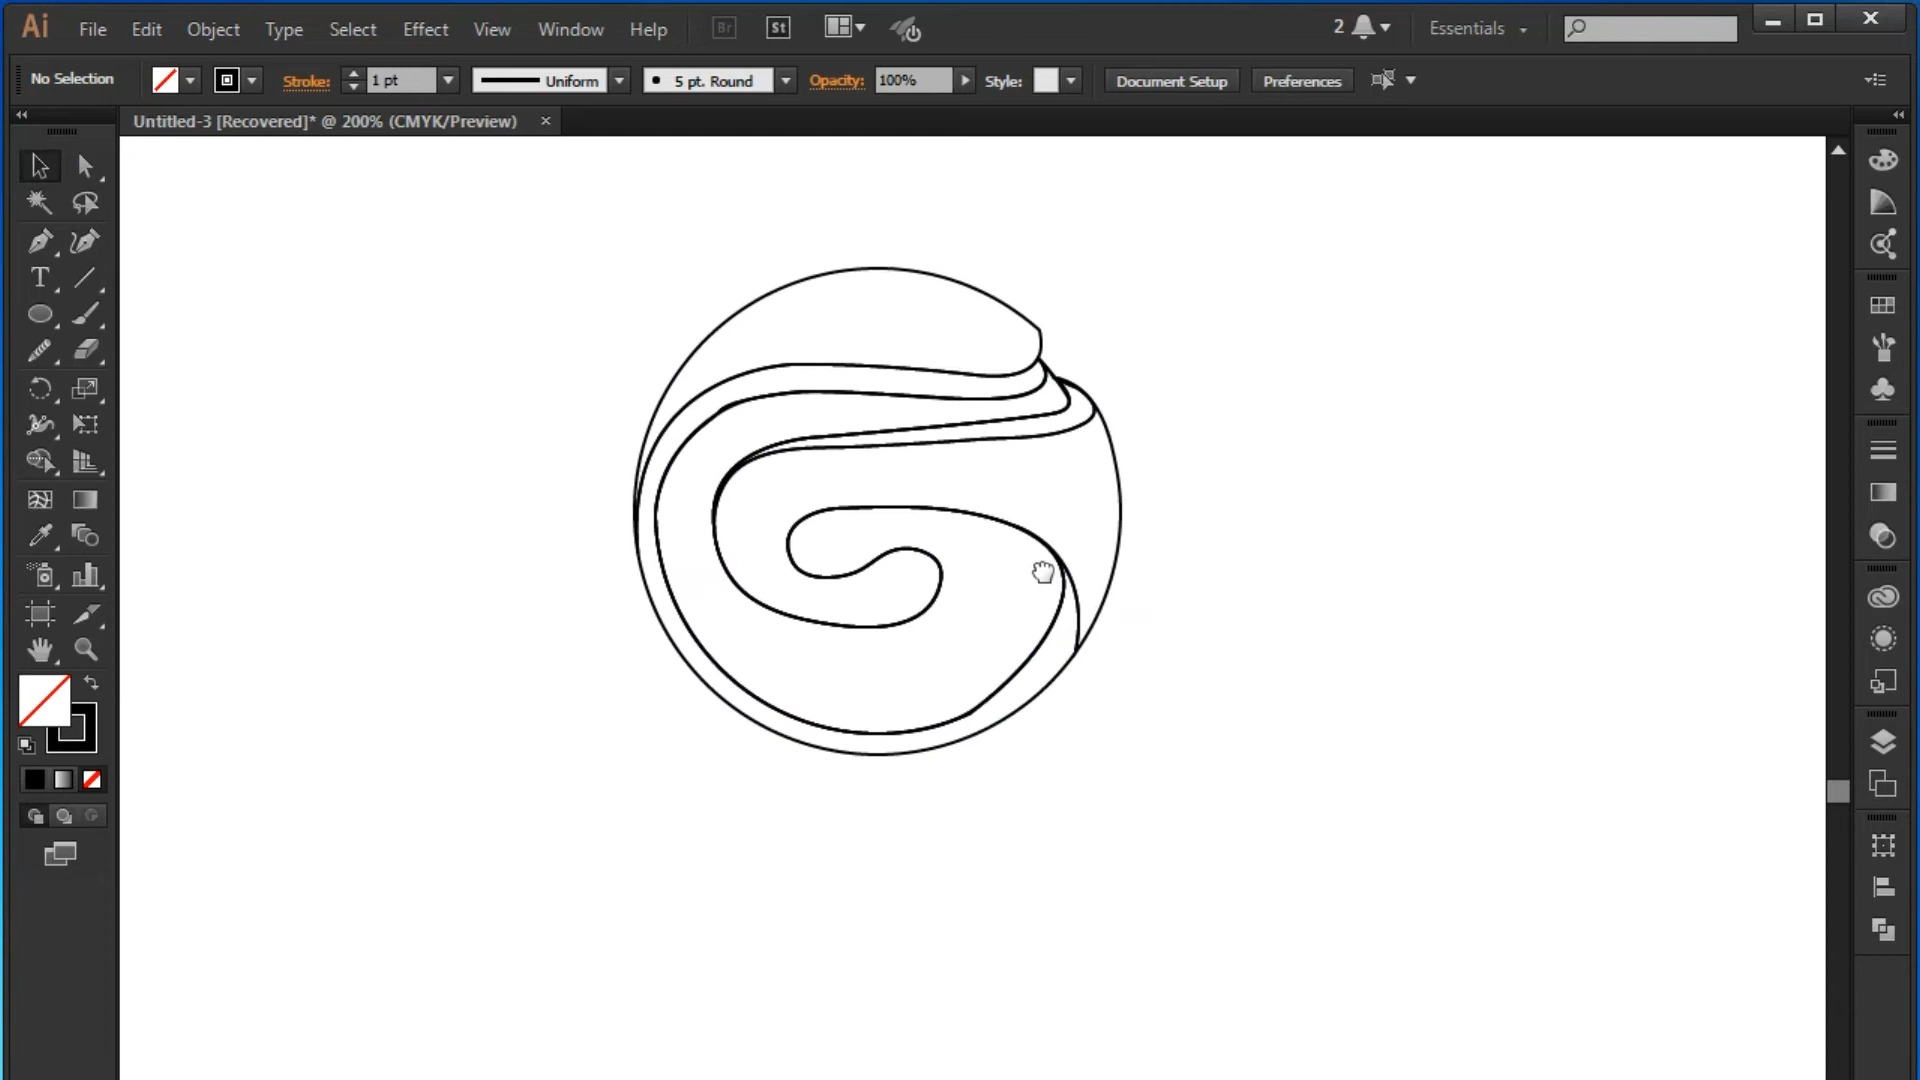 Ai File Edit Object Type Select Effect View Window Help Br St 2 Essentials
No Selection Stroke: 1 pt Uniform 5 pt. Round Opacity: 100% Style: Document Setup Preferences
Untitled-3 [Recovered]* @ 200% (CMYK/Preview) ×